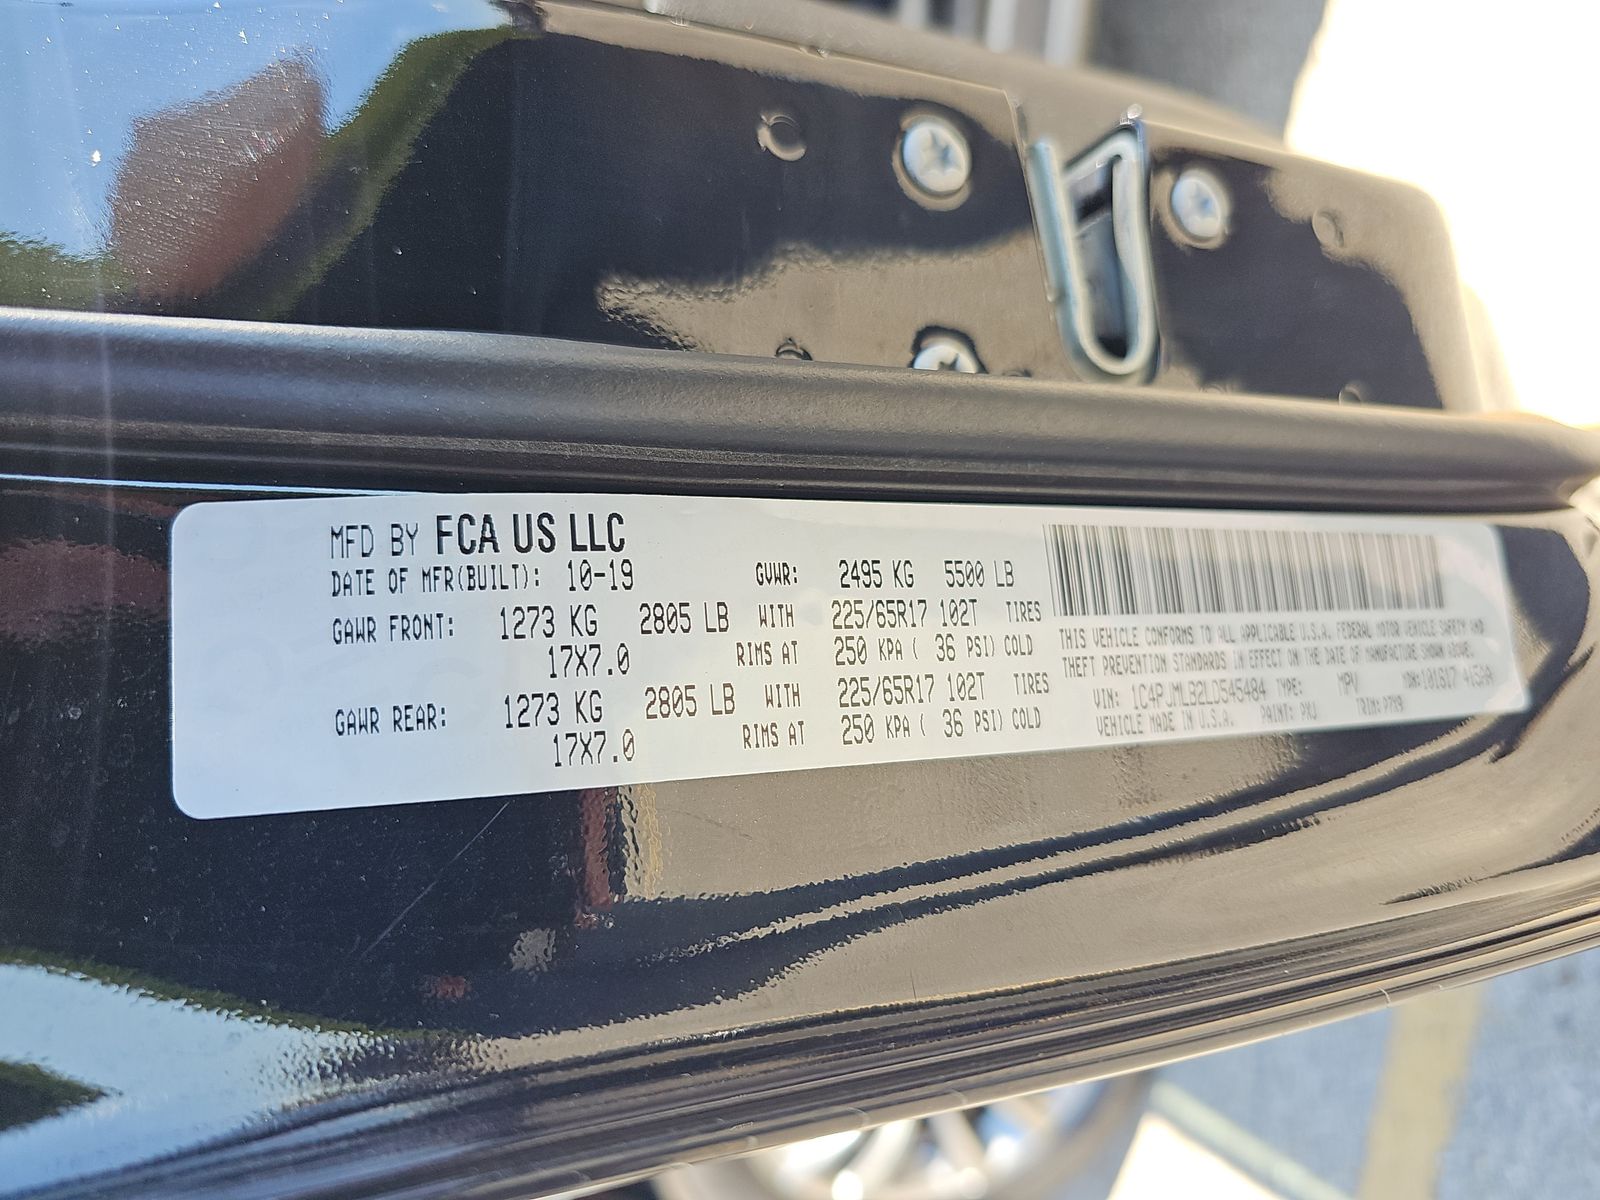 MFD BY FCA US LLC
DATE OF MFR(BUILT): 10-19 GVWR: 2495 KG 5500 LB
GAWR FRONT: 1273 KG 2805 LB WITH 225/65R17 102T TIRES
17X7.0 RIMS AT 250 KPA ( 36 PSI) COLD
GAWR REAR: 1273 KG 2805 LB WITH 225/65R17 102T TIRES
17X7.0 RIMS AT 250 KPA ( 36 PSI) COLD
THIS VEHICLE CONFORMS TO ALL APPLICABLE U.S.A. FEDERAL MOTOR VEHICLE SAFETY AND
THEFT PREVENTION STANDARDS IN EFFECT ON THE DATE OF MANUFACTURE SHOWN ABOVE.
VIN: 1C4PJMLB2LD545484 TYPE: MPV MDH:
VEHICLE MADE IN U.S.A. PAINT: PXJ TRIM: